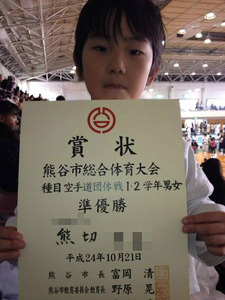 賞状
熊谷市総合体育大会
種目 空手道団体戦 1・2学年男女
準優勝
熊切
平成24年10月21日
熊谷市長 富岡 清
熊谷市教育委員会教育長 野原 晃